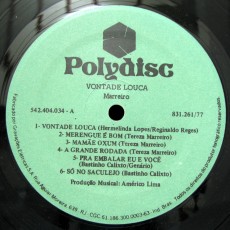 Polydisc
VONTADE LOUCA
Marreiro
542.404.034 - A
831.261/77
1- VONTADE LOUCA (Hermelinda Lopes/Reginaldo Reges)
2- MERENGUE É BOM (Tereza Marreiro)
3- MAMÃE OXUM (Tereza Marreiro)
4- A GRANDE RODADA (Tereza Marreiro)
5- PRA EMBALAR EU E VOCÊ
(Bastinho Calixto/Genário)
6- SÓ NO SACULEJO (Bastinho Calixto)
Produção Musical: Américo Lima